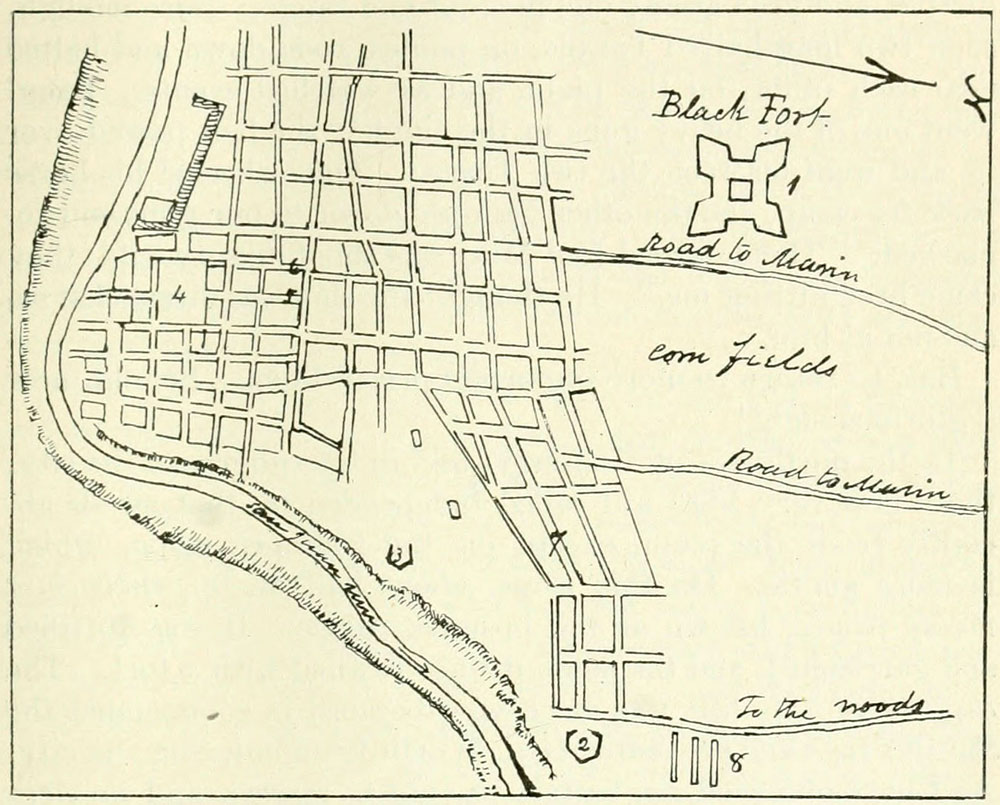 Black Fort
1
Road to Marin
6
4
corn fields
Road to Marin
San Juan River
3
7
To the woods
2
8